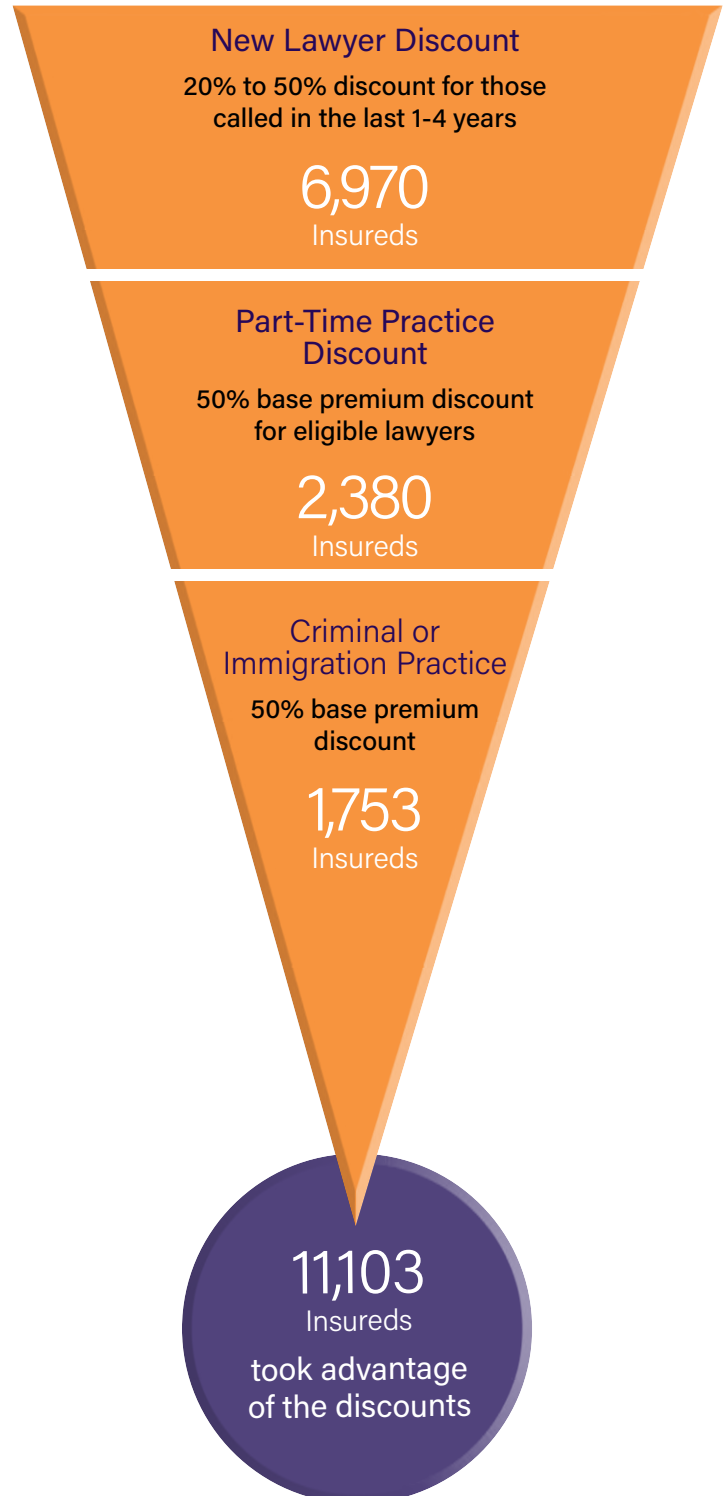 New Lawyer Discount
20% to 50% discount for those
called in the last 1-4 years
6,970
Insureds
Part-Time Practice
Discount
50% base premium discount
for eligible lawyers
2,380
Insureds
Criminal or
Immigration Practice
50% base premium
discount
1,753
Insureds
11,103
Insureds
took advantage
of the discounts